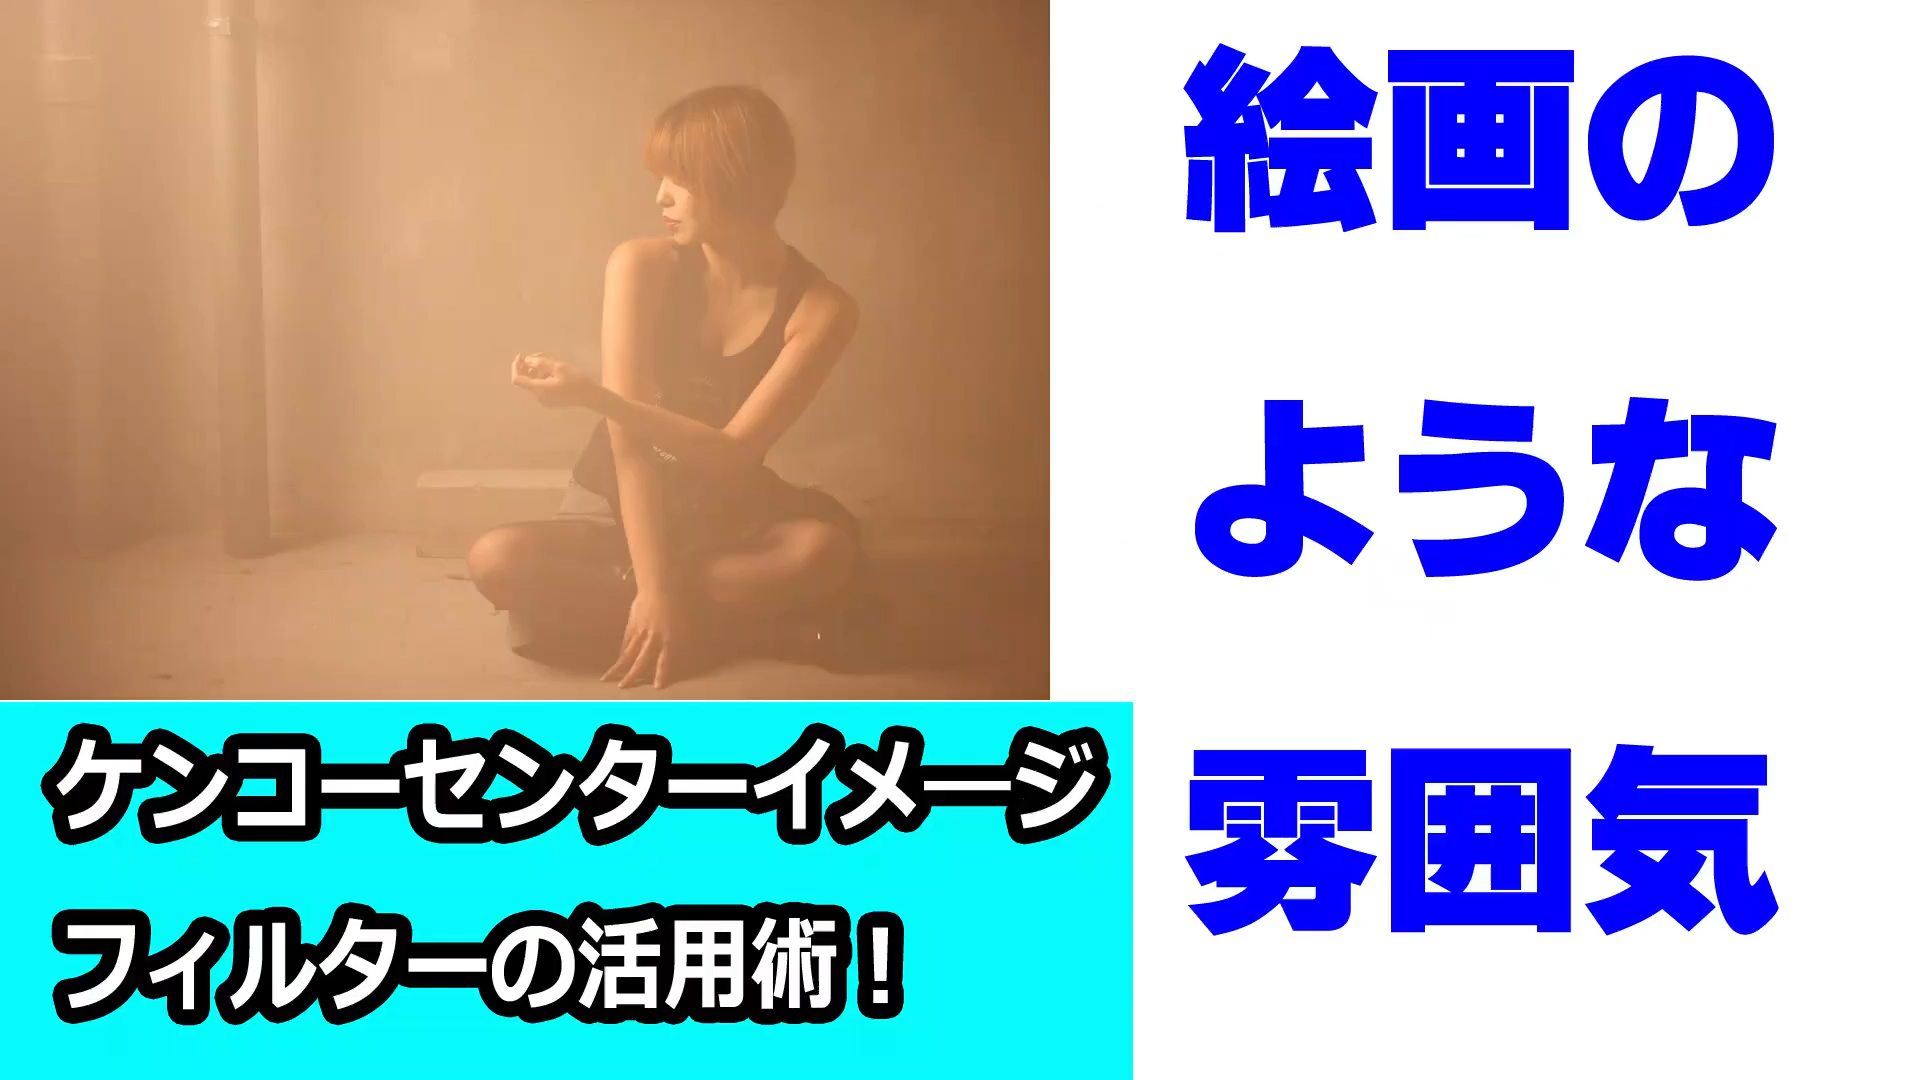 絵画の
ような
雰囲気
ケンコーセンターイメージ
フィルターの活用術！